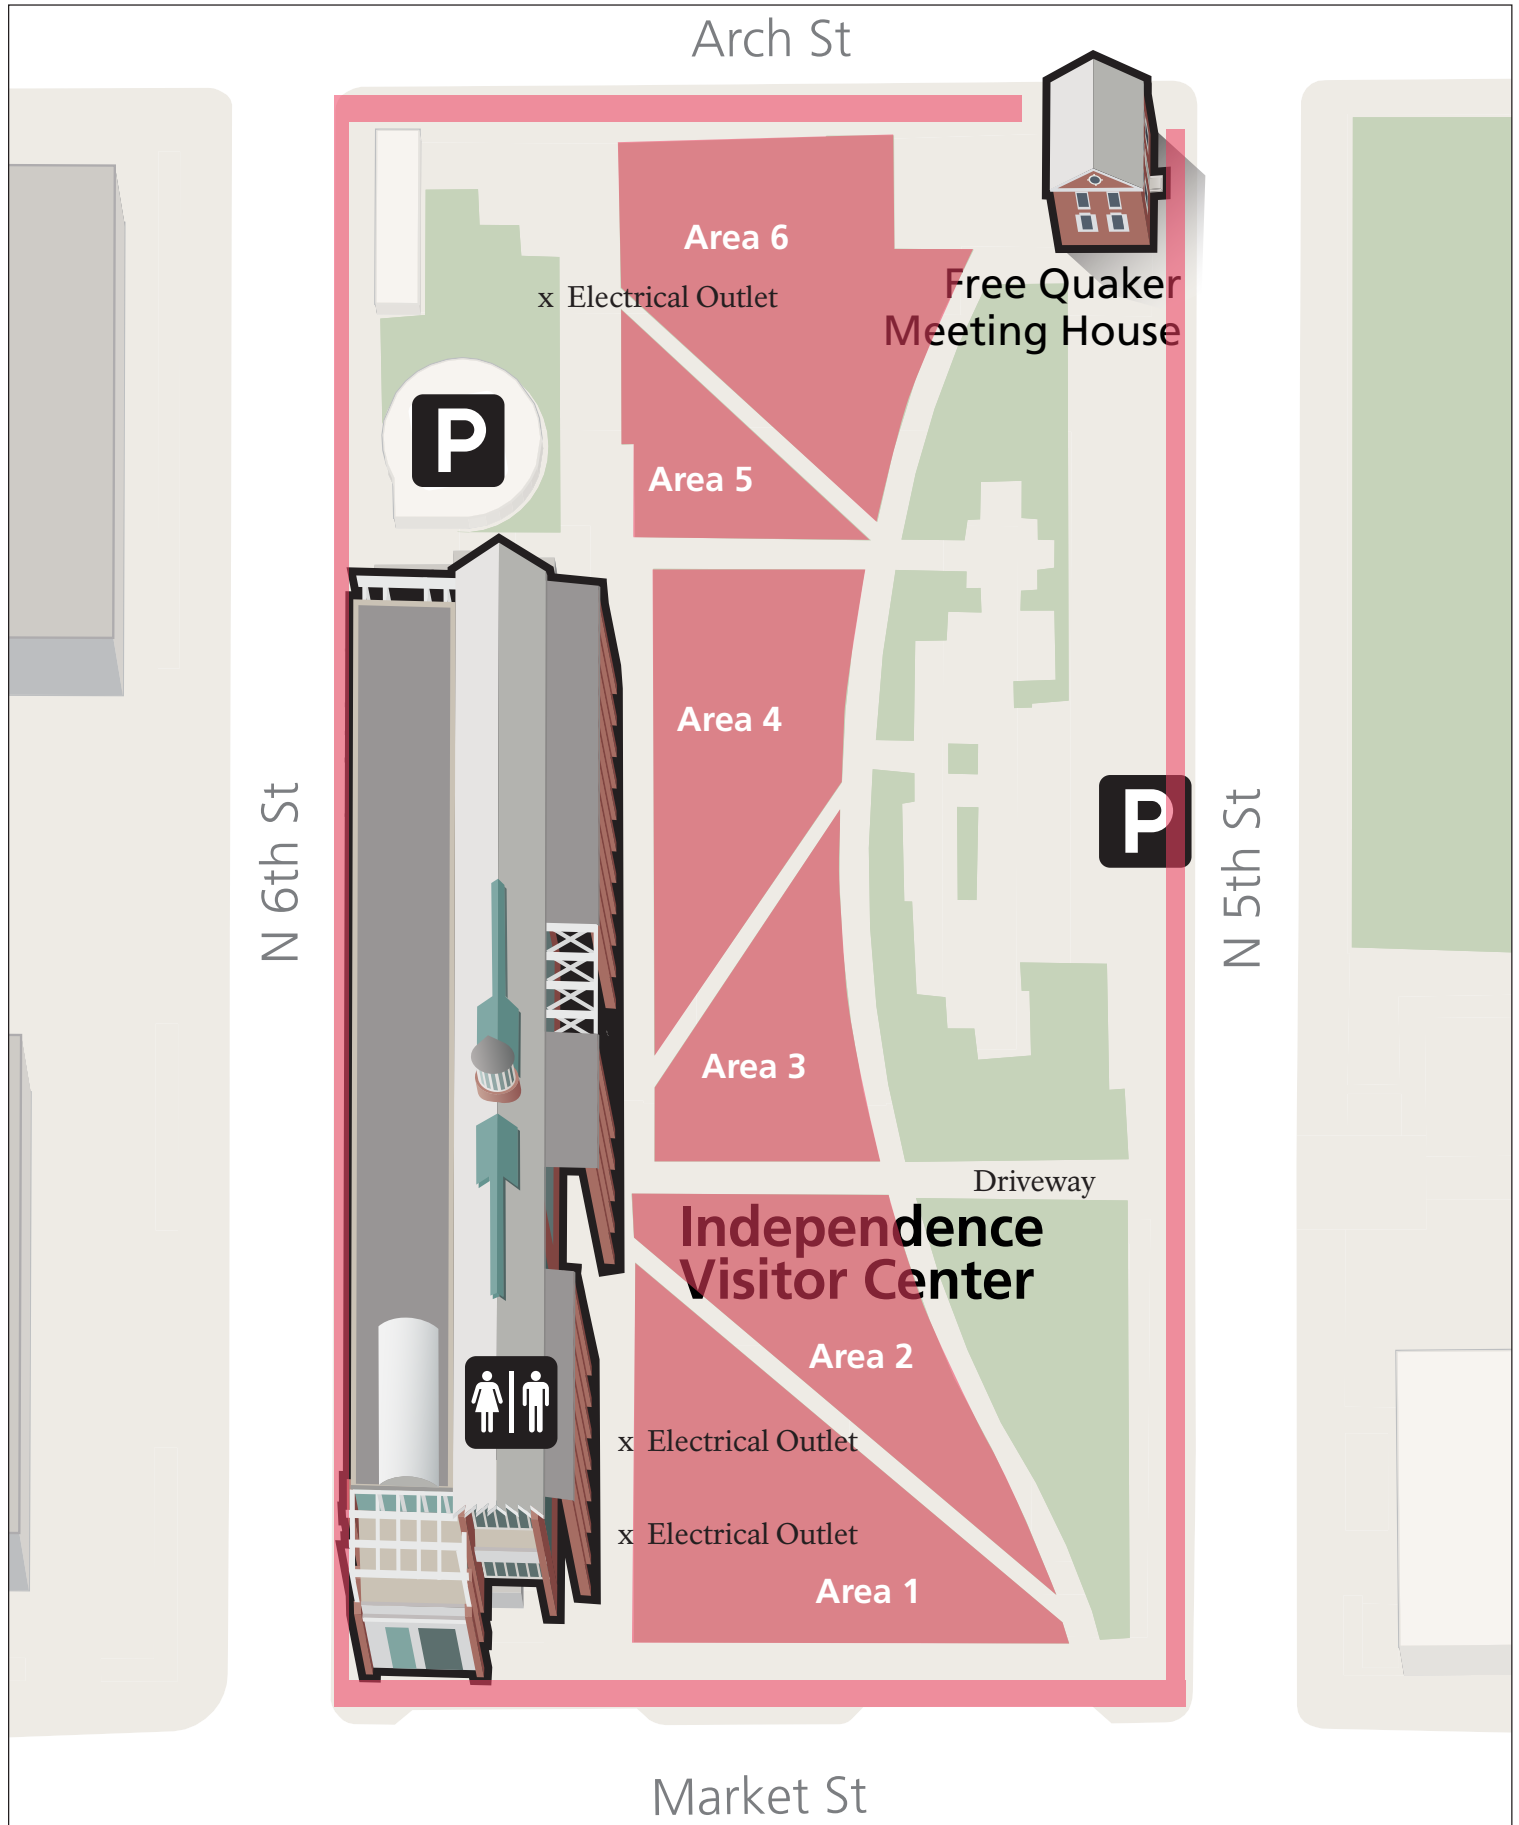 Arch St
Area 6
x Electrical Outlet
Free Quaker
Meeting House
P
Area 5
Area 4
P
N 6th St
N 5th St
Area 3
Driveway
Independence
Visitor Center
Area 2
x Electrical Outlet
x Electrical Outlet
Area 1
Market St